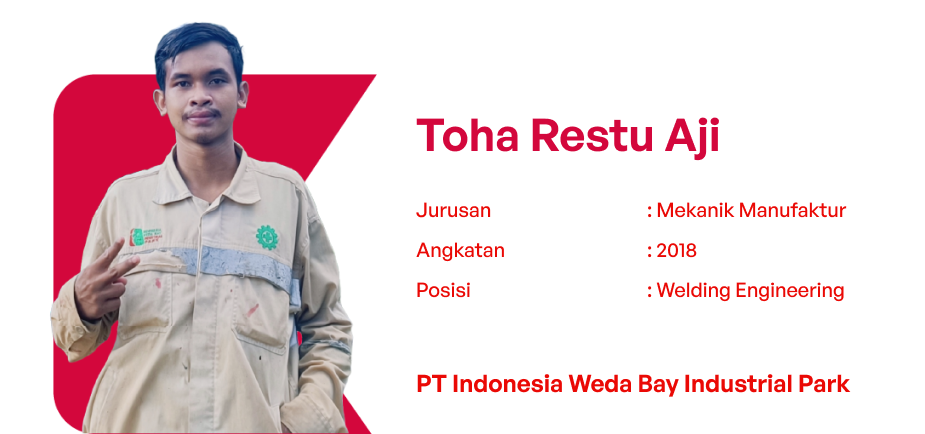 Toha Restu Aji
Jurusan : Mekanik Manufaktur
Angkatan : 2018
Posisi : Welding Engineering
PT Indonesia Weda Bay Industrial Park